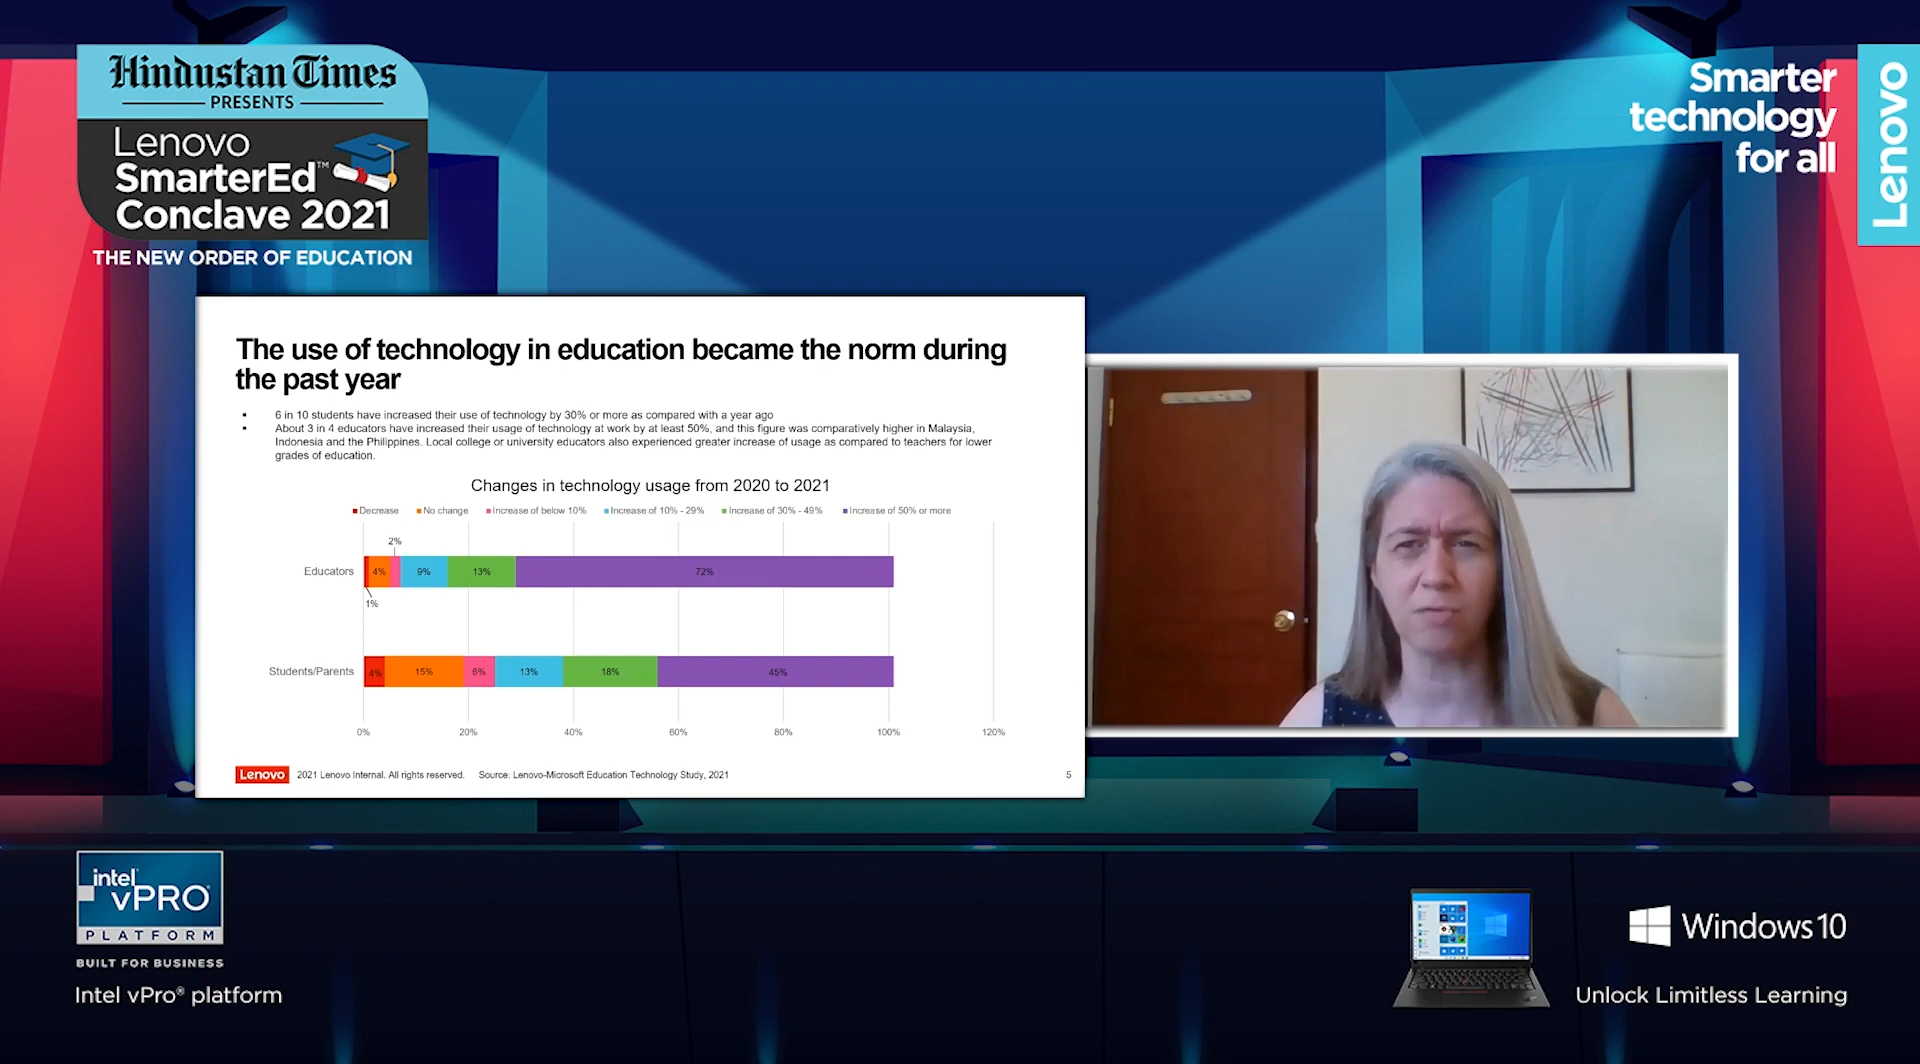 Hindustan Times
PRESENTS
Lenovo
SmarterEd™
Conclave 2021
THE NEW ORDER OF EDUCATION
Smarter
technology
for all
Lenovo
The use of technology in education became the norm during
the past year
▪ 6 in 10 students have increased their use of technology by 30% or more as compared with a year ago
▪ About 3 in 4 educators have increased their usage of technology at work by at least 50%, and this figure was comparatively higher in Malaysia,
Indonesia and the Philippines. Local college or university educators also experienced greater increase of usage as compared to teachers for lower
grades of education.
Changes in technology usage from 2020 to 2021
Decrease No change Increase of below 10% Increase of 10% - 29% Increase of 30% - 49% Increase of 50% or more
2%
Educators 4% 9% 13% 72%
1%
Students/Parents 4% 15% 6% 13% 18% 45%
0% 20% 40% 60% 80% 100% 120%
Lenovo 2021 Lenovo Internal. All rights reserved. Source: Lenovo-Microsoft Education Technology Study, 2021 5
intel
vPRO
PLATFORM
BUILT FOR BUSINESS
Intel vPro® platform
Windows 10
Unlock Limitless Learning